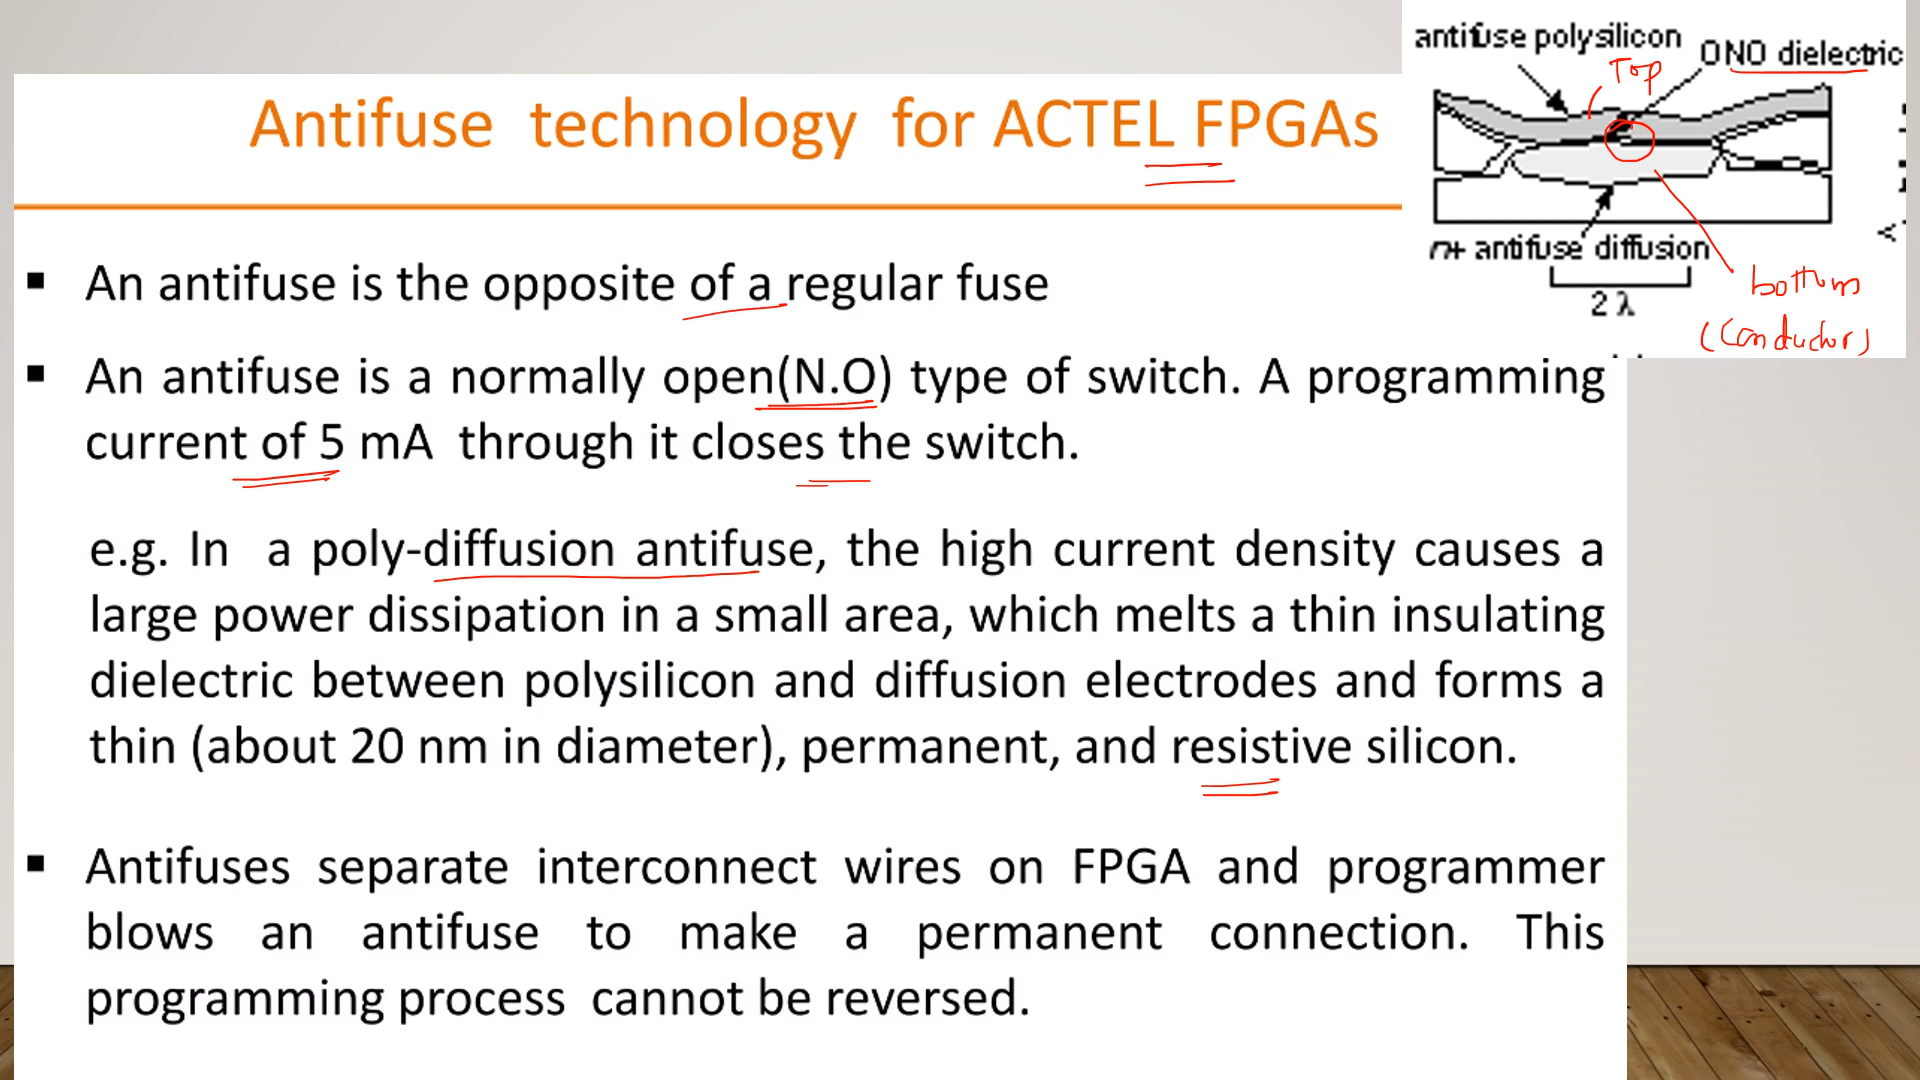 antifuse polysilicon
ONO dielectric
Top
Antifuse technology for ACTEL FPGAs
n+ antifuse diffusion
2 λ
bottom
(conductor)
▪ An antifuse is the opposite of a regular fuse
▪ An antifuse is a normally open(N.O) type of switch. A programming
current of 5 mA through it closes the switch.
e.g. In a poly-diffusion antifuse, the high current density causes a
large power dissipation in a small area, which melts a thin insulating
dielectric between polysilicon and diffusion electrodes and forms a
thin (about 20 nm in diameter), permanent, and resistive silicon.
▪ Antifuses separate interconnect wires on FPGA and programmer
blows an antifuse to make a permanent connection. This
programming process cannot be reversed.